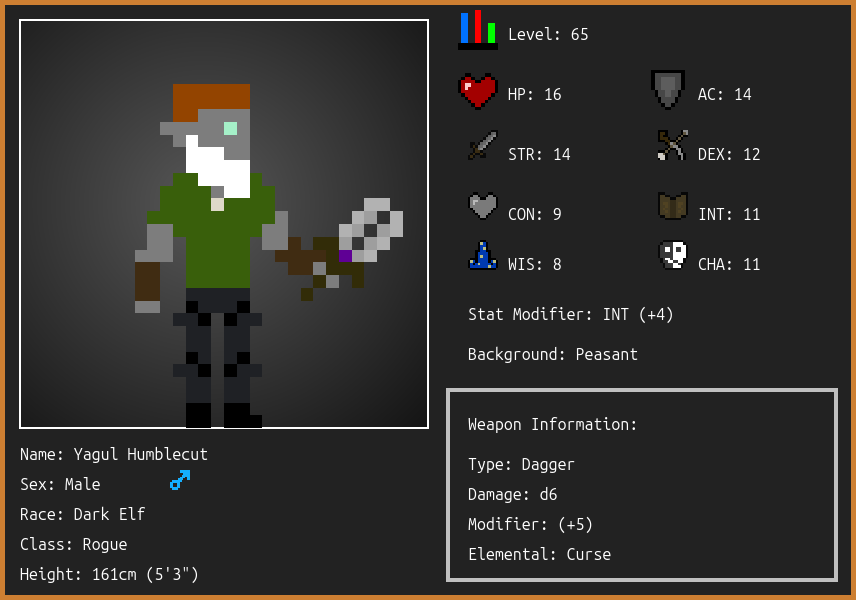 Level: 65
HP: 16
AC: 14
STR: 14
DEX: 12
CON: 9
INT: 11
WIS: 8
CHA: 11
Stat Modifier: INT (+4)
Background: Peasant
Weapon Information:
Type: Dagger
Damage: d6
Modifier: (+5)
Elemental: Curse
Name: Yagul Humblecut
Sex: Male
Race: Dark Elf
Class: Rogue
Height: 161cm (5'3")